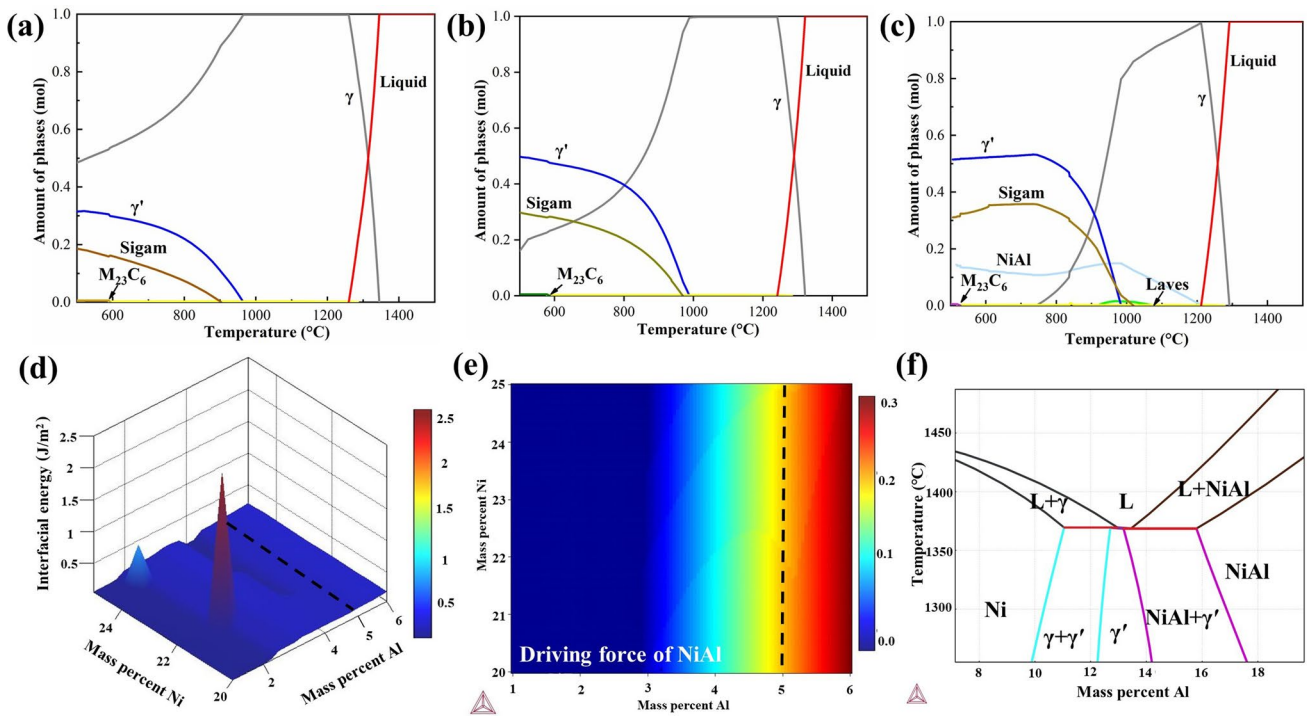 (a)
1.0
0.8
0.6
0.4
0.2
0.0
Amount of phases (mol)
600 800 1000 1200 1400
Temperature (°C)
Liquid
γ
γ'
Sigam
M23C6
(b)
1.0
0.8
0.6
0.4
0.2
0.0
Amount of phases (mol)
600 800 1000 1200 1400
Temperature (°C)
Liquid
γ
γ'
Sigam
M23C6
(c)
1.0
0.8
0.6
0.4
0.2
0.0
Amount of phases (mol)
600 800 1000 1200 1400
Temperature (°C)
Liquid
γ
γ'
Sigam
NiAl
M23C6
Laves
(d)
Interfacial energy (J/m²)
2.5
2
1.5
1
0.5
24
22
20
Mass percent Ni
2
4
5
6
Mass percent Al
2.5
2
1.5
1
0.5
0
(e)
25
24
23
22
21
20
Mass percent Ni
Driving force of NiAl
1 2 3 4 5 6
Mass percent Al
0.3
0.2
0.1
0.0
(f)
1450
1400
1360
1300
Temperature (°C)
L+γ
L
L+NiAl
Ni
γ+γ′
γ′
NiAl+γ′
NiAl
8 10 12 14 16 18
Mass percent Al